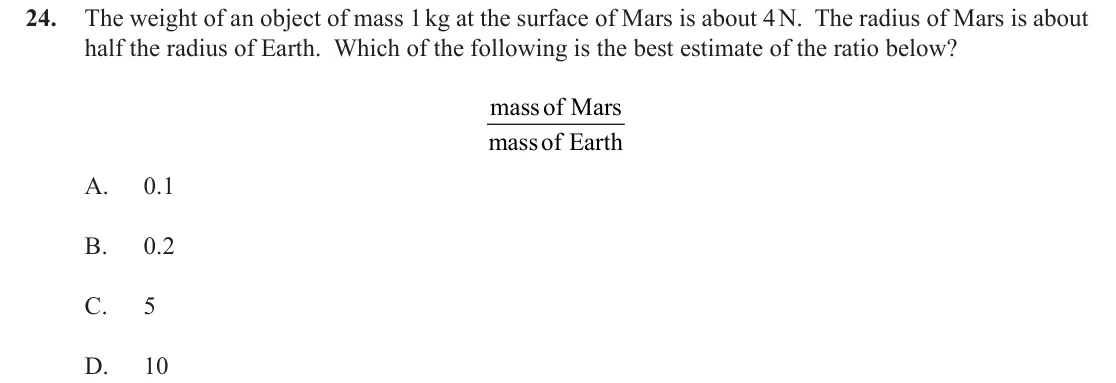 24. The weight of an object of mass 1 kg at the surface of Mars is about 4 N. The radius of Mars is about
half the radius of Earth. Which of the following is the best estimate of the ratio below?
mass of Mars
mass of Earth
A. 0.1
B. 0.2
C. 5
D. 10